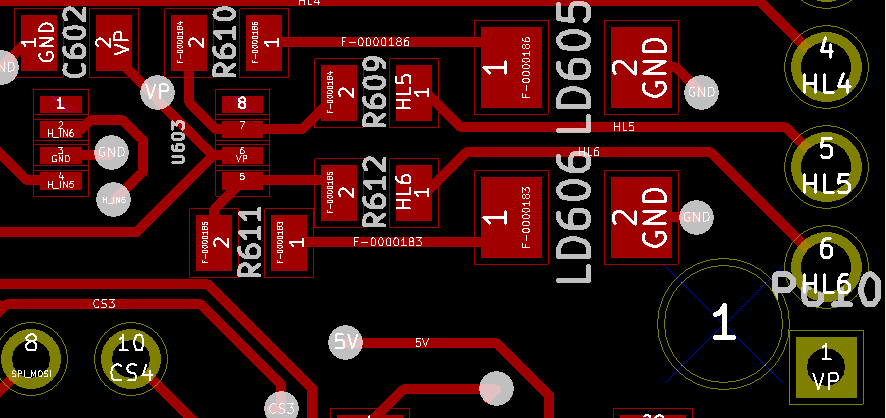 HL4
C602
1
GND
2
VP
F-0000184
2
R610
F-0000186
1
F-0000186
1
F-0000186
LD605
2
GND
GND
4
HL4
ND
VP
1
2
H_IN6
3
GND
4
H_IN5
GND
H_IN6
U603
8
7
6
VP
5
F-0000184
2
R609
HL5
1
HL5
5
HL5
F-0000185
2
R612
HL6
1
HL6
1
F-0000183
LD606
2
GND
GND
6
HL6
F-0000185
2
R611
F-0000183
1
F-0000183
CS3
8
SPI_MOSI
10
CS4
5V
5V
CS3
1
P610
1
VP